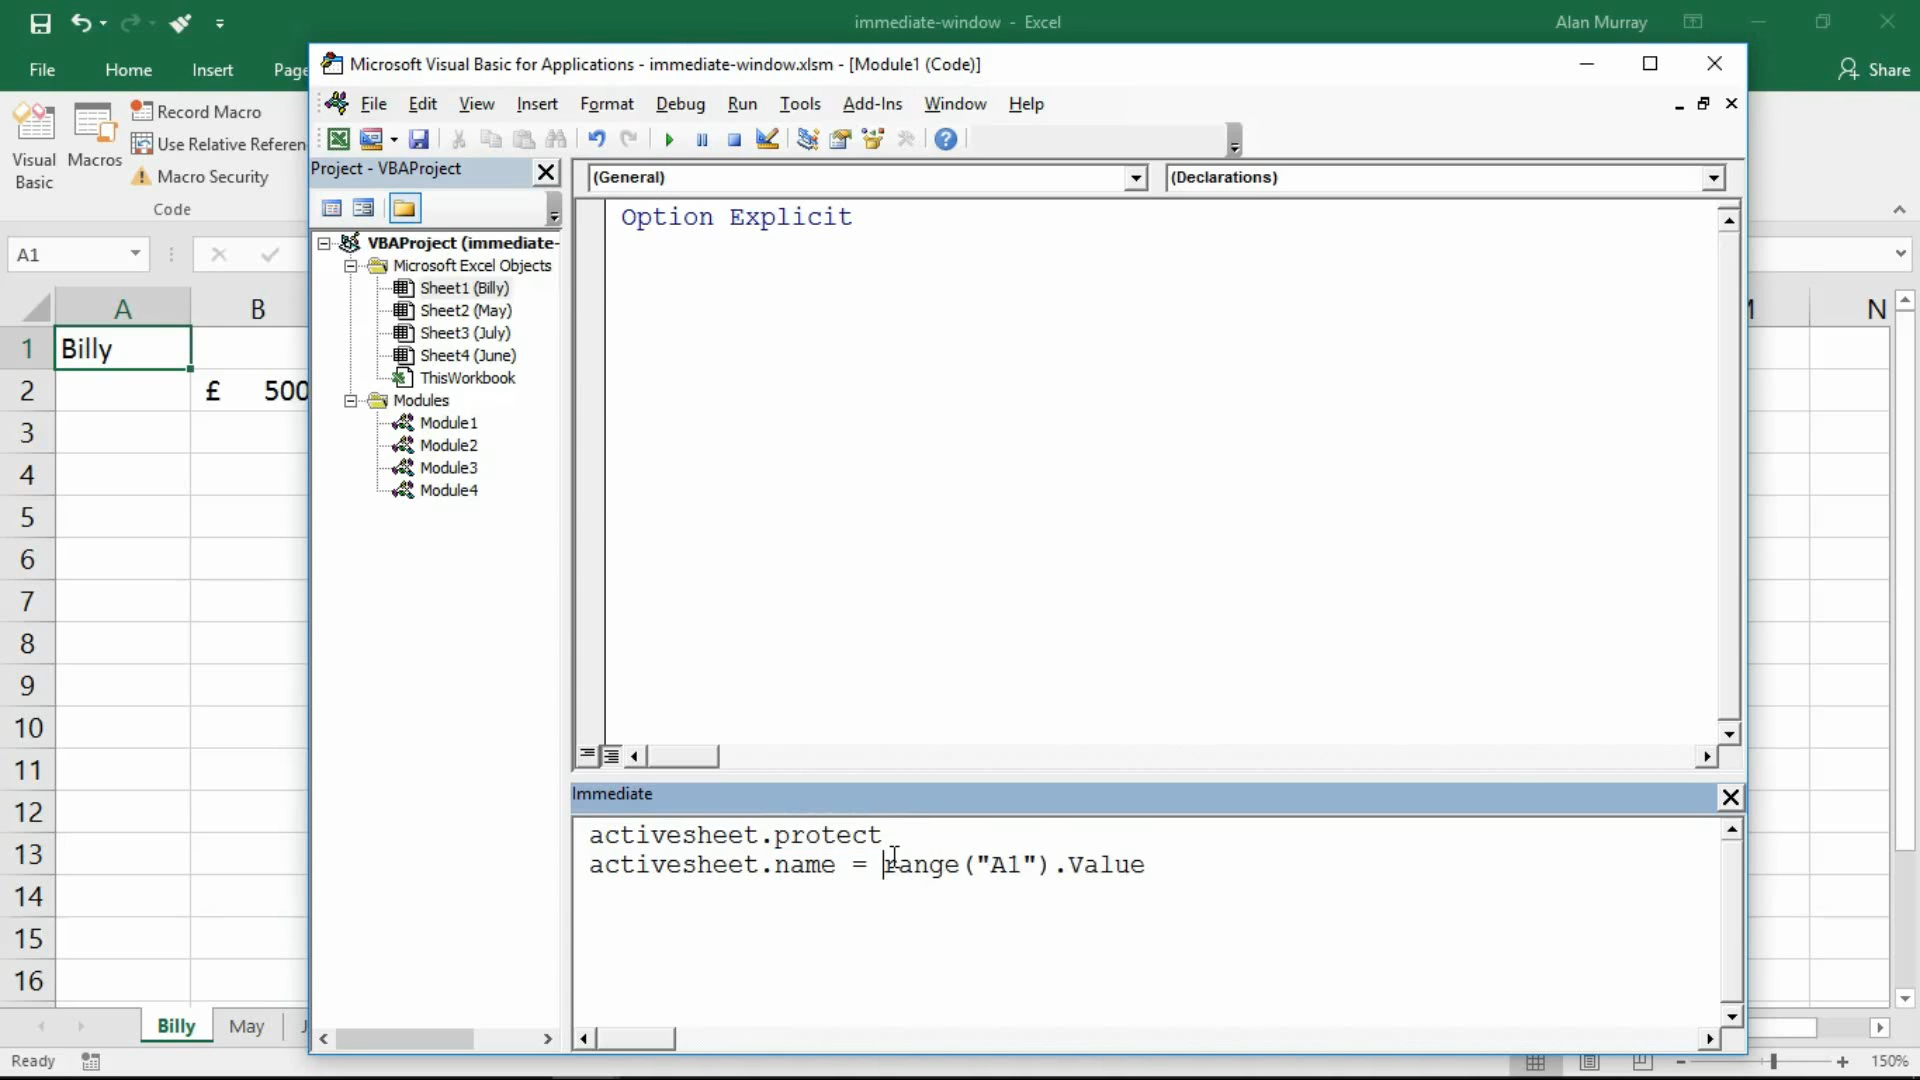 immediate-window - Excel
Alan Murray
File
Home
Insert
Page
Share
Visual Basic
Macros
Record Macro
Use Relative Referen
Macro Security
Code
A1
A
B
M
N
1
Billy
2
£ 500
3
4
5
6
7
8
9
10
11
12
13
14
15
16
Billy
May
J
Ready
150%
Microsoft Visual Basic for Applications - immediate-window.xlsm - [Module1 (Code)]
File Edit View Insert Format Debug Run Tools Add-Ins Window Help
Project - VBAProject
VBAProject (immediate-
Microsoft Excel Objects
Sheet1 (Billy)
Sheet2 (May)
Sheet3 (July)
Sheet4 (June)
ThisWorkbook
Modules
Module1
Module2
Module3
Module4
(General)
(Declarations)
Option Explicit
Immediate
activesheet.protect
activesheet.name = range("A1").Value